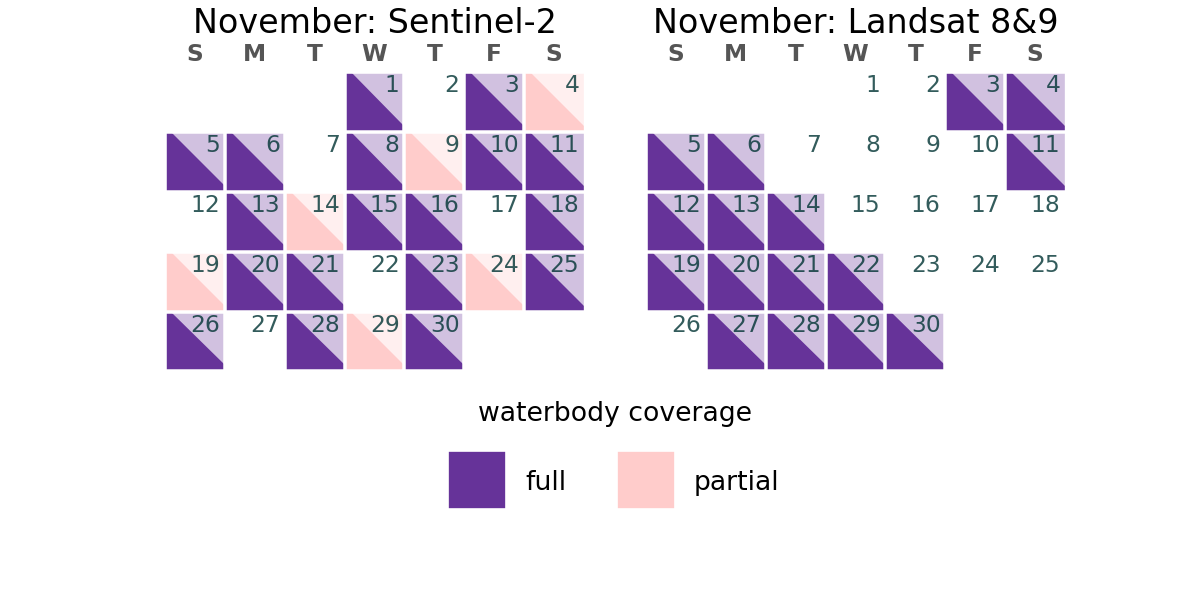 November: Sentinel-2
S M T W T F S
1 2 3 4
5 6 7 8 9 10 11
12 13 14 15 16 17 18
19 20 21 22 23 24 25
26 27 28 29 30
November: Landsat 8&9
S M T W T F S
1 2 3 4
5 6 7 8 9 10 11
12 13 14 15 16 17 18
19 20 21 22 23 24 25
26 27 28 29 30
waterbody coverage
full
partial